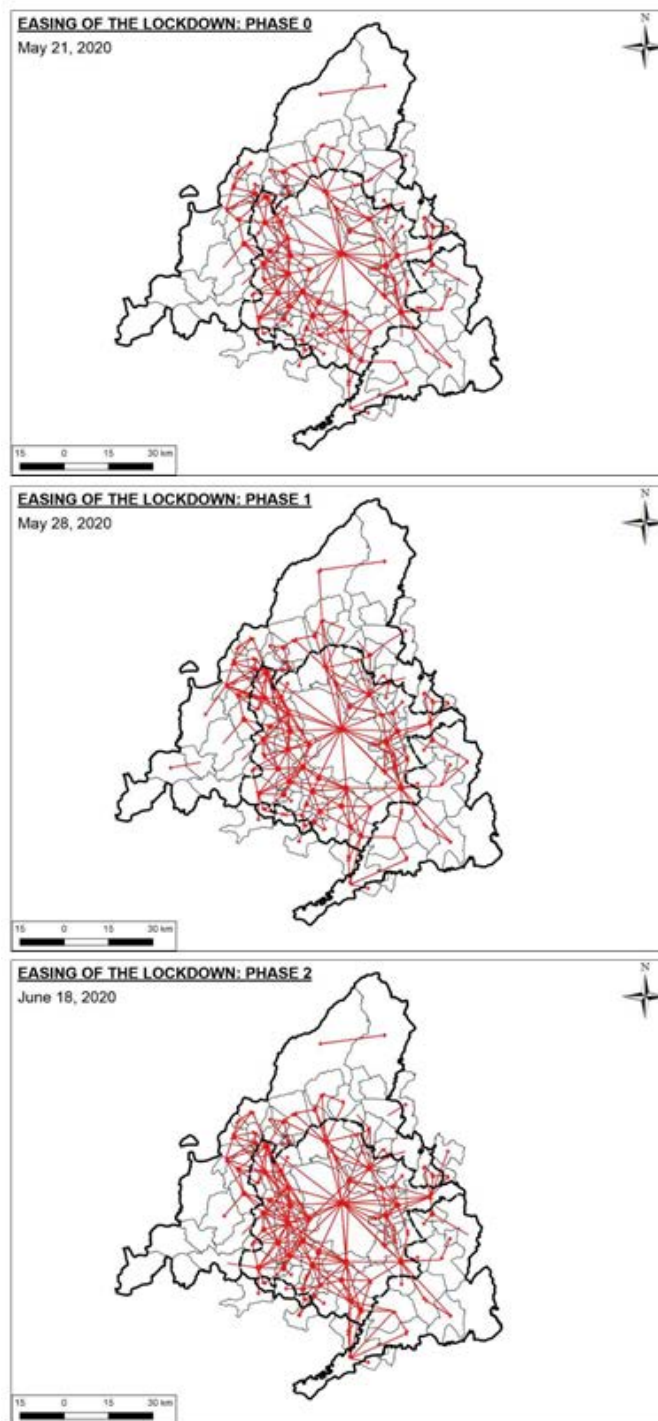 EASING OF THE LOCKDOWN: PHASE 0
May 21, 2020
N
15 0 15 30 km
EASING OF THE LOCKDOWN: PHASE 1
May 28, 2020
N
15 0 15 30 km
EASING OF THE LOCKDOWN: PHASE 2
June 18, 2020
N
15 0 15 30 km